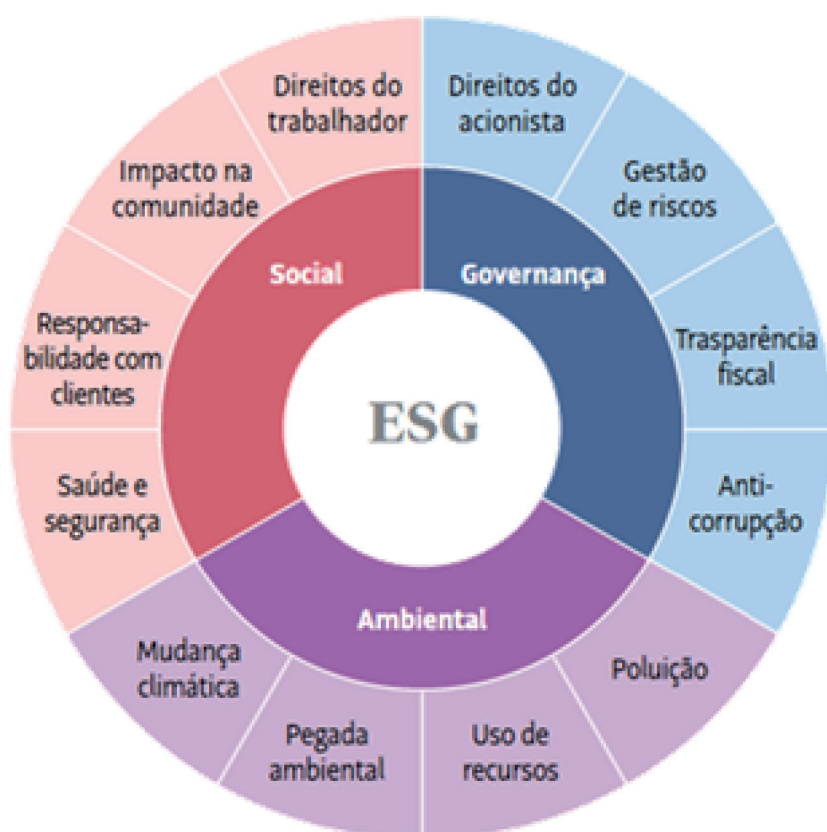 Direitos do
trabalhador
Direitos do
acionista
Impacto na
comunidade
Gestão
de riscos
Social
Governança
Responsa-
bilidade com
clientes
Trasparência
fiscal
ESG
Saúde e
segurança
Anti-
corrupção
Ambiental
Mudança
climática
Poluição
Pegada
ambiental
Uso de
recursos